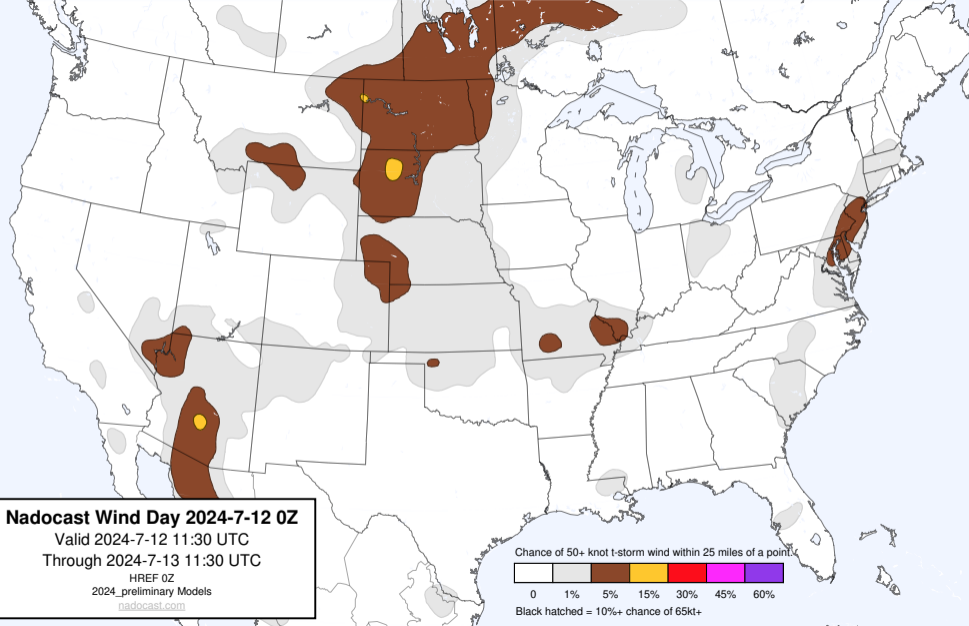 Nadocast Wind Day 2024-7-12 0Z
Valid 2024-7-12 11:30 UTC
Through 2024-7-13 11:30 UTC
HREF 0Z
2024_preliminary Models
nadocast.com
Chance of 50+ knot t-storm wind within 25 miles of a point.
0 1% 5% 15% 30% 45% 60%
Black hatched = 10%+ chance of 65kt+